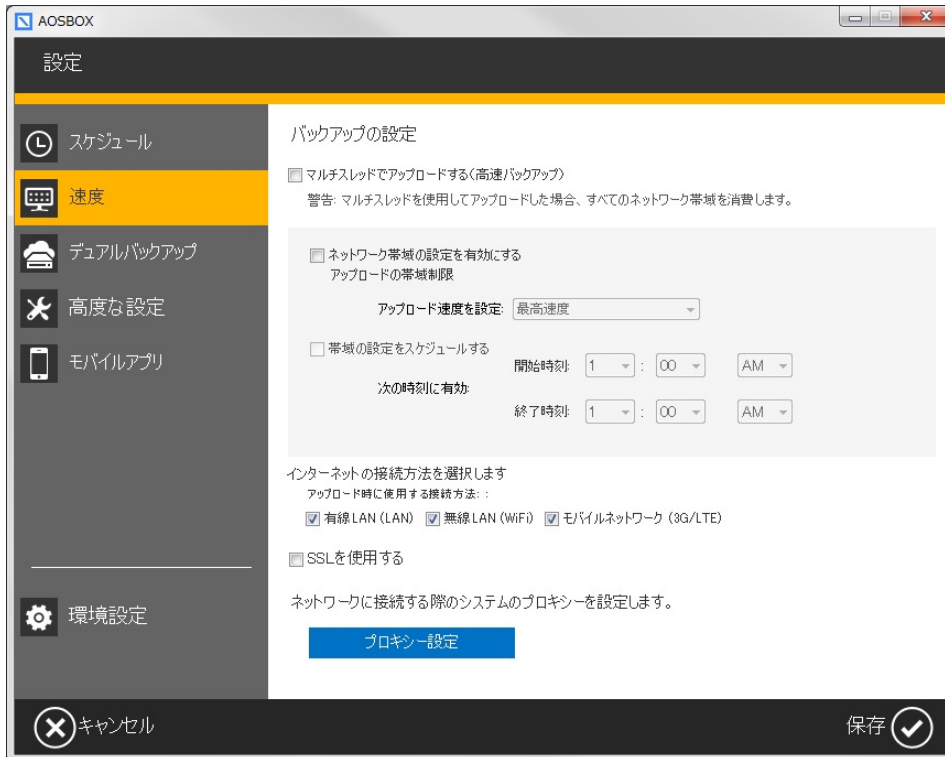 AOSBOX
設定
スケジュール
速度
デュアルバックアップ
高度な設定
モバイルアプリ
環境設定
バックアップの設定
マルチスレッドでアップロードする(高速バックアップ)
警告: マルチスレッドを使用してアップロードした場合、すべてのネットワーク帯域を消費します。
ネットワーク帯域の設定を有効にする
アップロードの帯域制限
アップロード速度を設定: 最高速度
帯域の設定をスケジュールする
開始時刻: 1 : 00 AM
次の時刻に有効:
終了時刻: 1 : 00 AM
インターネットの接続方法を選択します
アップロード時に使用する接続方法: :
有線LAN (LAN) 無線LAN (WiFi) モバイルネットワーク (3G/LTE)
SSLを使用する
ネットワークに接続する際のシステムのプロキシーを設定します。
プロキシー設定
キャンセル
保存